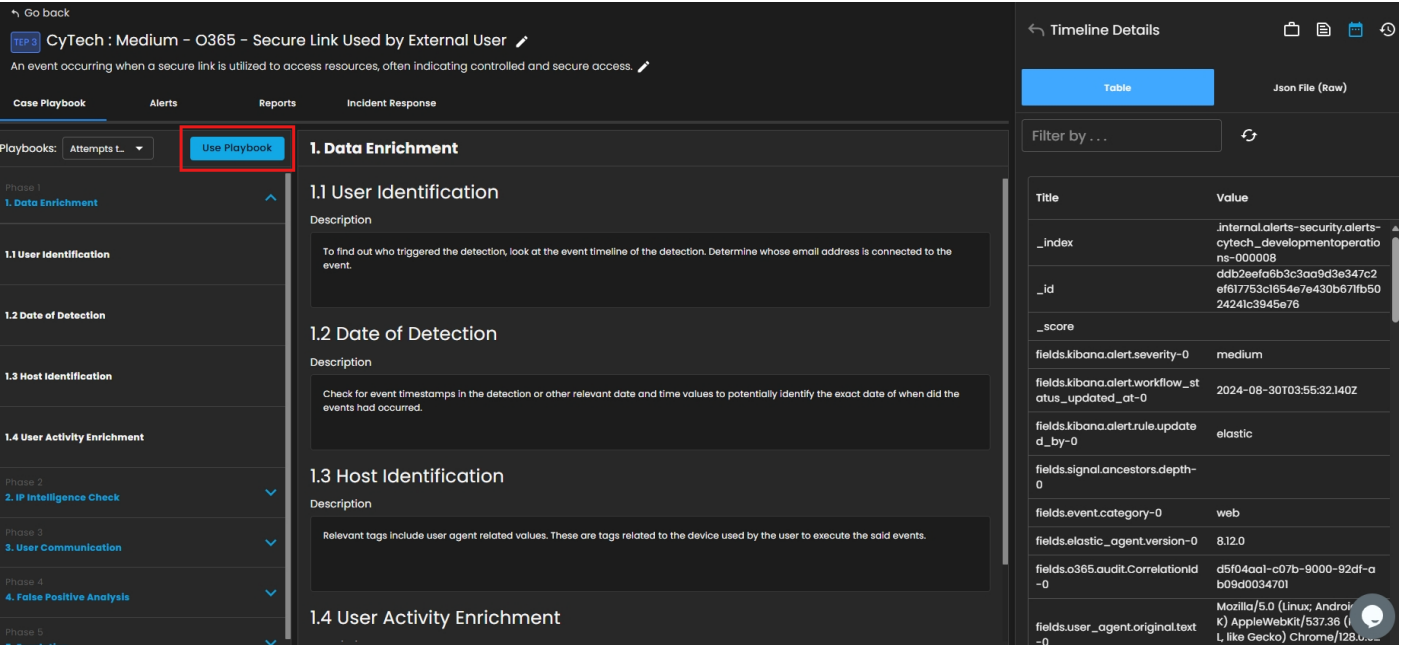 Go back
TEP 3 CyTech : Medium - O365 - Secure Link Used by External User
An event occurring when a secure link is utilized to access resources, often indicating controlled and secure access.
Case Playbook Alerts Reports Incident Response
Playbooks: Attempts t... Use Playbook
Phase 1
1. Data Enrichment
1.1 User Identification
1.2 Date of Detection
1.3 Host Identification
1.4 User Activity Enrichment
Phase 2
2. IP Intelligence Check
Phase 3
3. User Communication
Phase 4
4. False Positive Analysis
Phase 5
1. Data Enrichment
1.1 User Identification
Description
To find out who triggered the detection, look at the event timeline of the detection. Determine whose email address is connected to the
event.
1.2 Date of Detection
Description
Check for event timestamps in the detection or other relevant date and time values to potentially identify the exact date of when did the
events had occurred.
1.3 Host Identification
Description
Relevant tags include user agent related values. These are tags related to the device used by the user to execute the said events.
1.4 User Activity Enrichment
Timeline Details
Table Json File (Raw)
Filter by . . .
Title Value
_index .internal.alerts-security.alerts-
cytech_developmentoperatio
ns-000008
_id ddb2eefa6b3c3aa9d3e347c2
ef617753c1654e7e430b671fb50
24241c3945e76
_score
fields.kibana.alert.severity-0 medium
fields.kibana.alert.workflow_st
atus_updated_at-0 2024-08-30T03:55:32.140Z
fields.kibana.alert.rule.update
d_by-0 elastic
fields.signal.ancestors.depth-
0
fields.event.category-0 web
fields.elastic_agent.version-0 8.12.0
fields.o365.audit.CorrelationId
-0 d5f04aa1-c07b-9000-92df-a
b09d0034701
fields.user_agent.original.text
-0 Mozilla/5.0 (Linux; Android
K) AppleWebKit/537.36 (
L, like Gecko) Chrome/128.0.